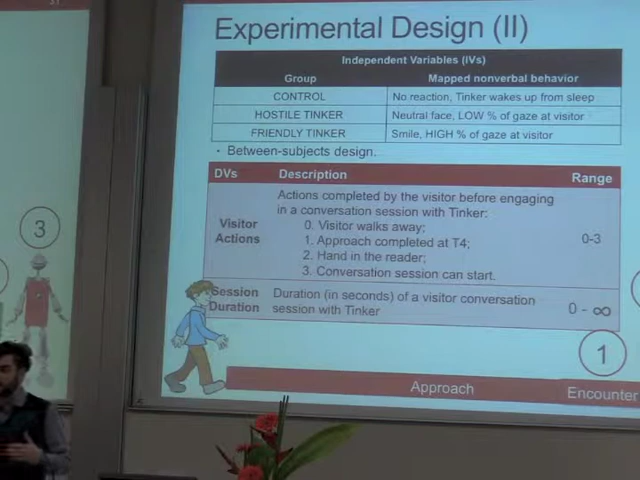 31
Experimental Design (II)
Independent Variables (IVs)
Group Mapped nonverbal behavior
CONTROL No reaction, Tinker wakes up from sleep
HOSTILE TINKER Neutral face, LOW % of gaze at visitor
FRIENDLY TINKER Smile, HIGH % of gaze at visitor
• Between-subjects design.
DVs Description Range
Visitor Actions
Actions completed by the visitor before engaging
in a conversation session with Tinker:
0. Visitor walks away;
1. Approach completed at T4;
2. Hand in the reader;
3. Conversation session can start.
0-3
Session Duration
Duration (in seconds) of a visitor conversation
session with Tinker
0 - ∞
3
1
Approach
Encounter